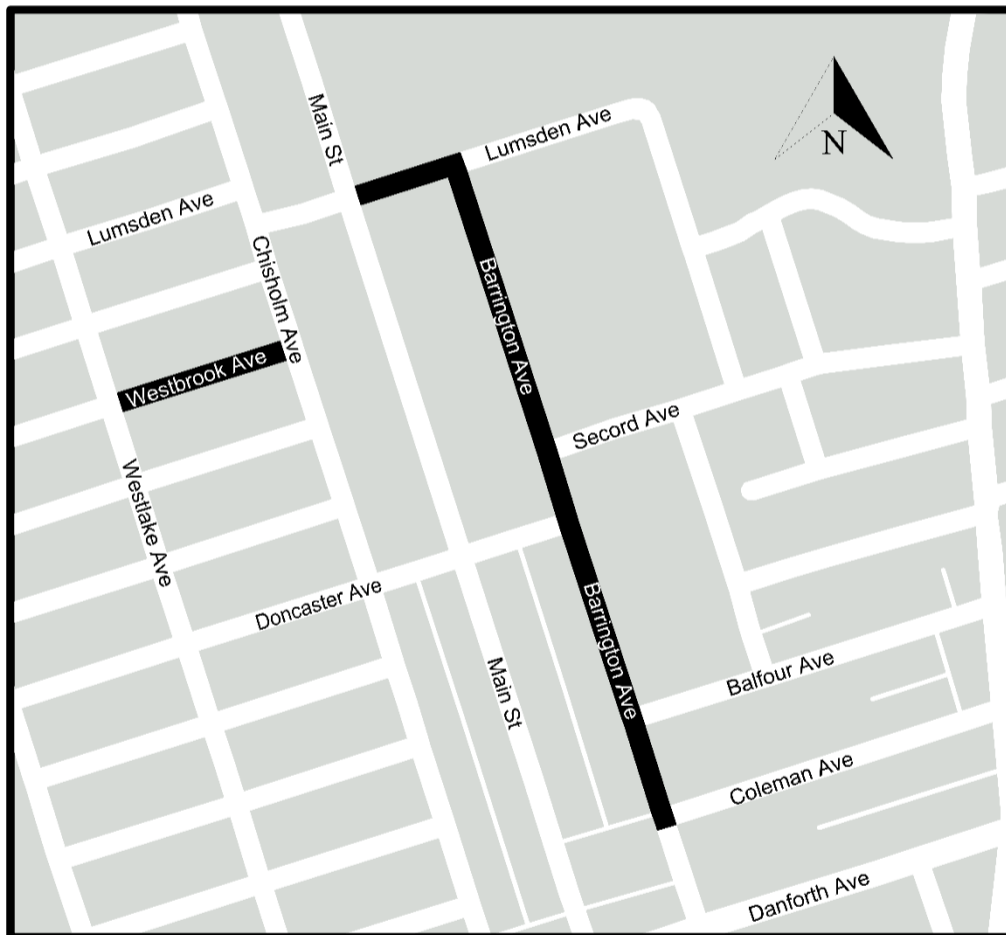 Main St
Lumsden Ave
N
Lumsden Ave
Chisholm Ave
Barrington Ave
Westbrook Ave
Secord Ave
Westlake Ave
Doncaster Ave
Barrington Ave
Main St
Balfour Ave
Coleman Ave
Danforth Ave